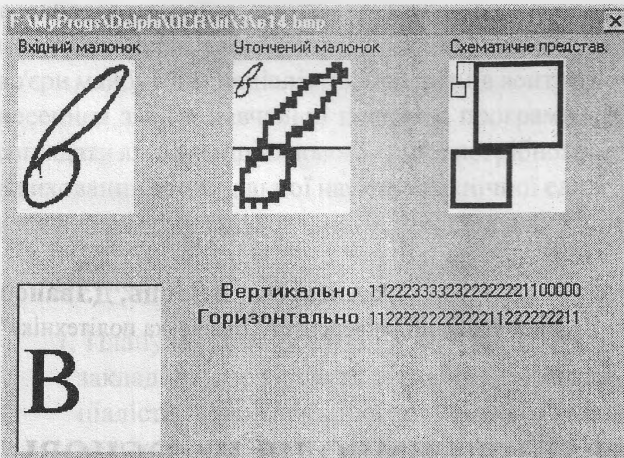 F:\MyProgs\Delphi\OCR\lit\3\в14.bmp
Вхідний малюнок Утончений малюнок Схематичне представ.
Вертикально 1122233332322222221100000
Горизонтально 1122222222222211222222211
В